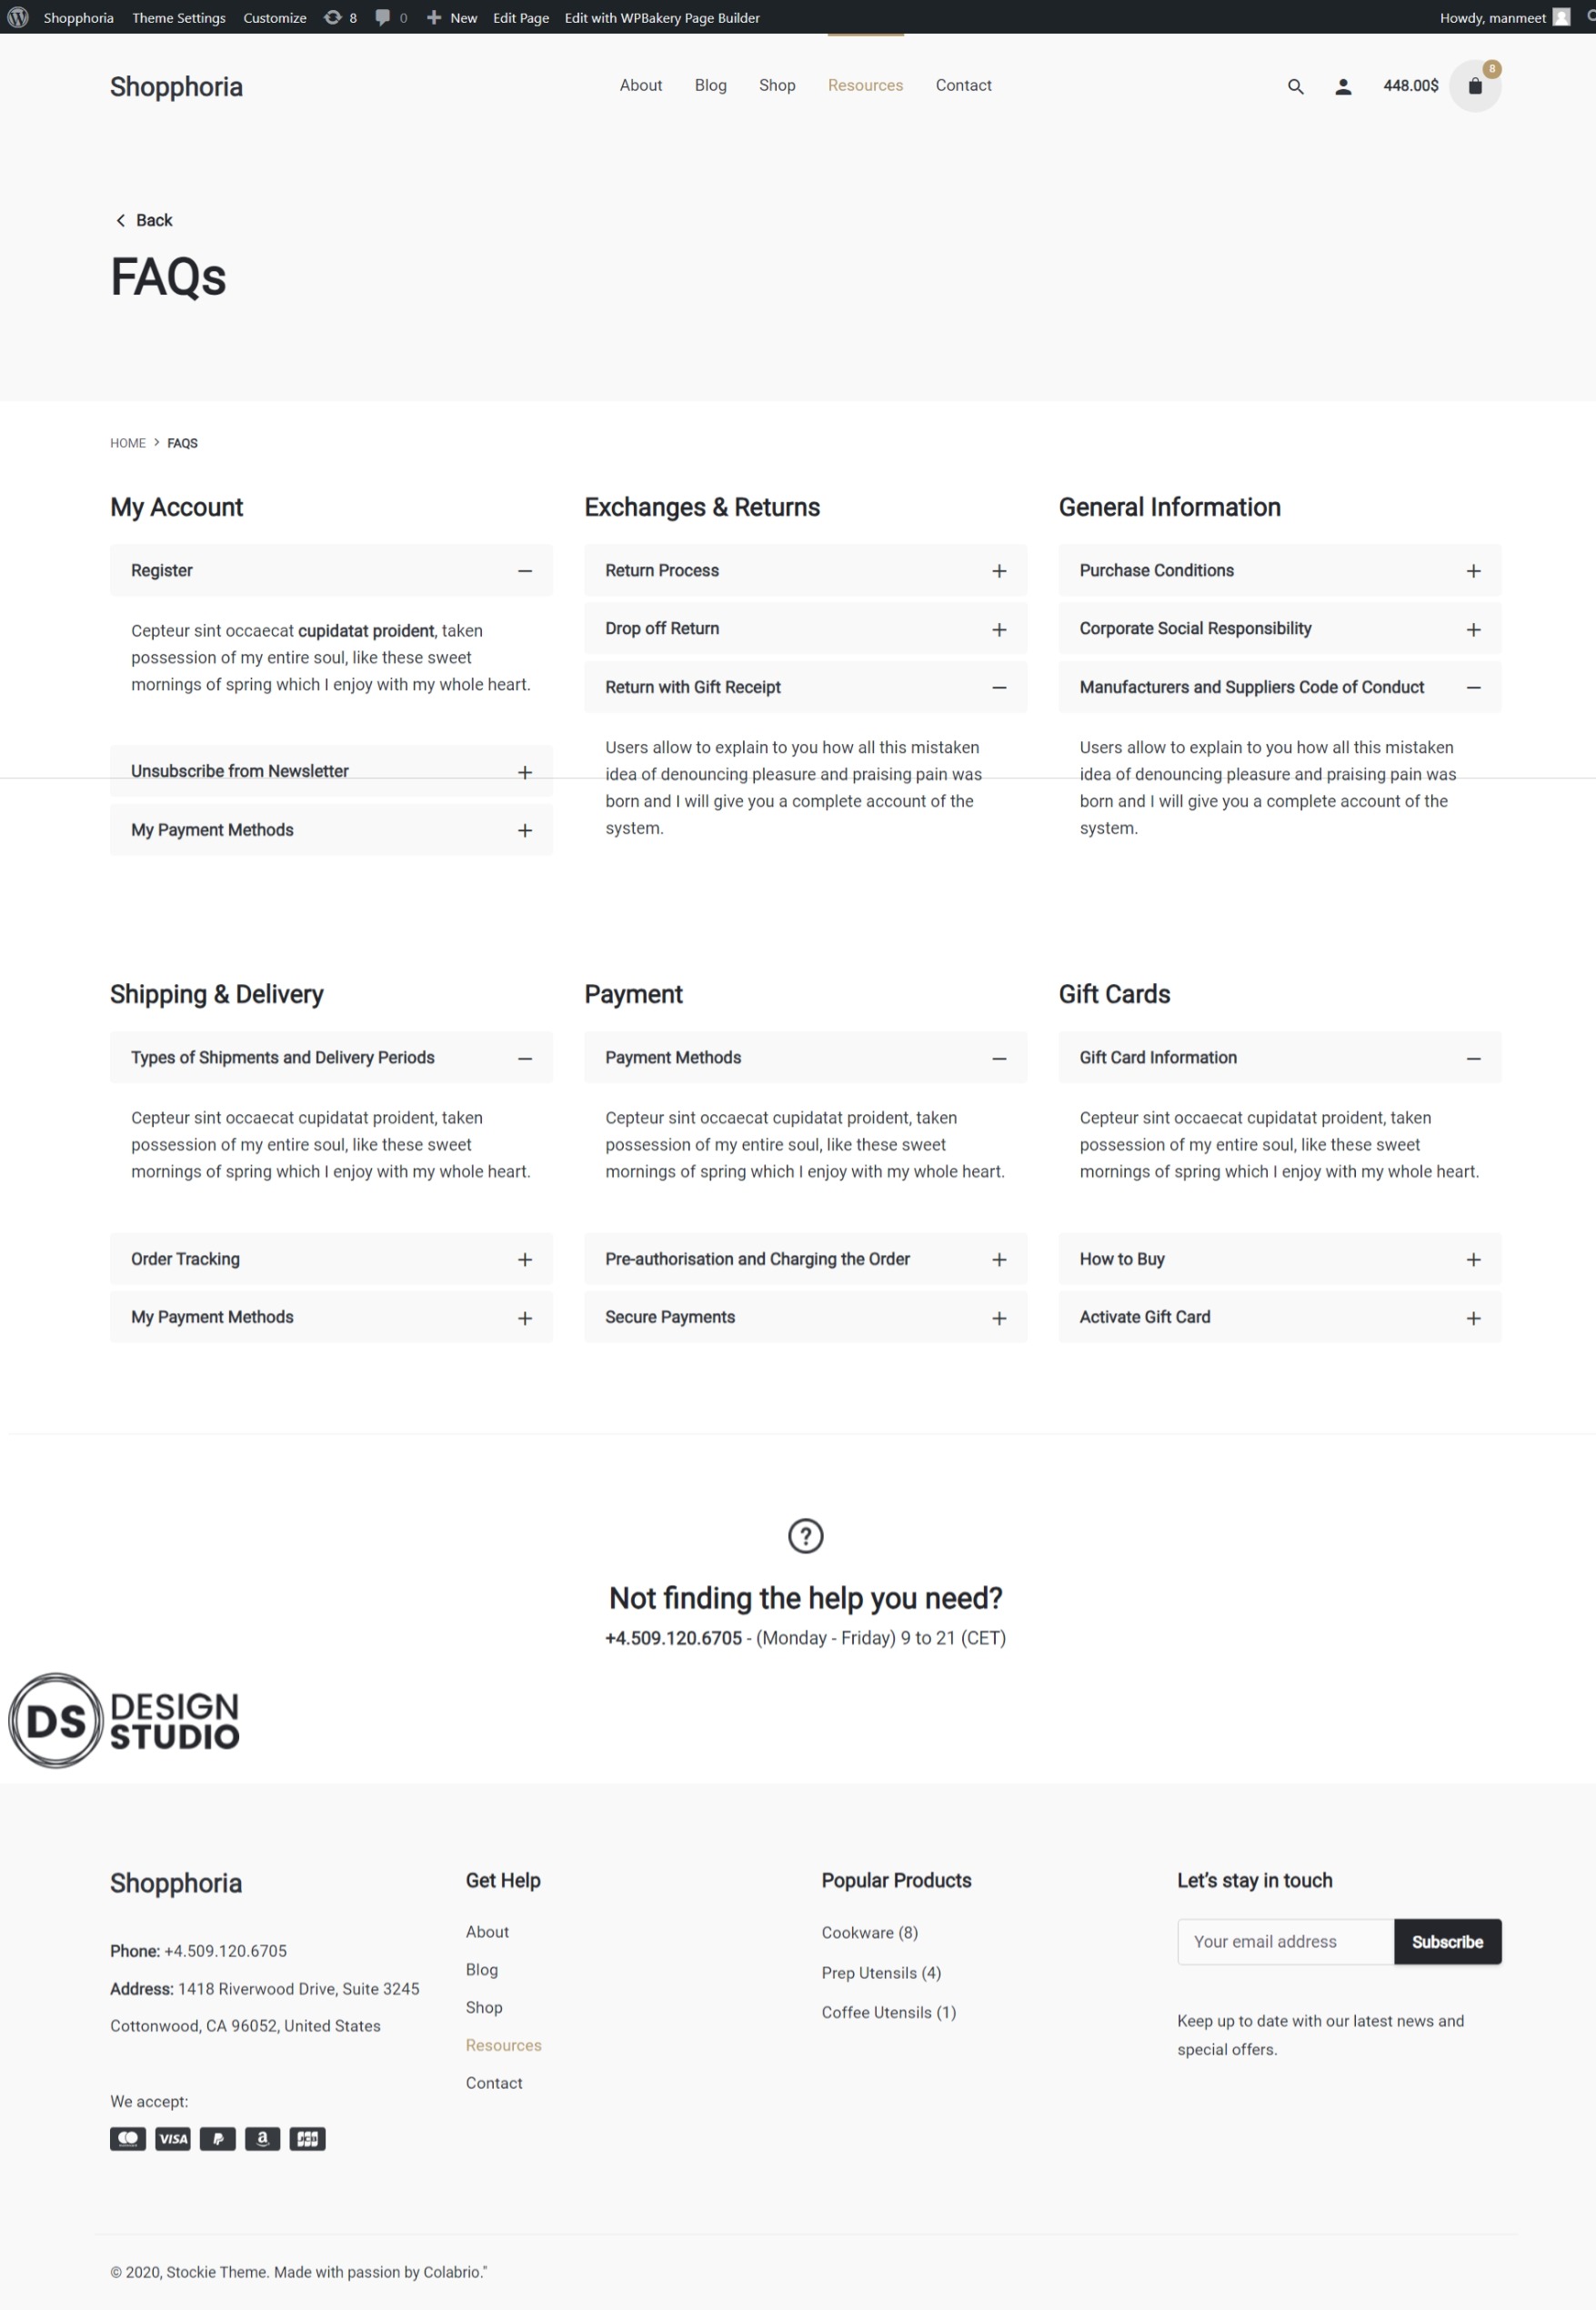 Shopphoria Theme Settings Customize 8 0 New Edit Page Edit with WPBakery Page Builder Howdy, manmeet
Shopphoria
About Blog Shop Resources Contact
448.00$ 8
Back
FAQs
HOME > FAQS
My Account
Register
Cepteur sint occaecat cupidatat proident, taken
possession of my entire soul, like these sweet
mornings of spring which I enjoy with my whole heart.
Unsubscribe from Newsletter
My Payment Methods
Exchanges & Returns
Return Process
Drop off Return
Return with Gift Receipt
Users allow to explain to you how all this mistaken
idea of denouncing pleasure and praising pain was
born and I will give you a complete account of the
system.
General Information
Purchase Conditions
Corporate Social Responsibility
Manufacturers and Suppliers Code of Conduct
Users allow to explain to you how all this mistaken
idea of denouncing pleasure and praising pain was
born and I will give you a complete account of the
system.
Shipping & Delivery
Types of Shipments and Delivery Periods
Cepteur sint occaecat cupidatat proident, taken
possession of my entire soul, like these sweet
mornings of spring which I enjoy with my whole heart.
Order Tracking
My Payment Methods
Payment
Payment Methods
Cepteur sint occaecat cupidatat proident, taken
possession of my entire soul, like these sweet
mornings of spring which I enjoy with my whole heart.
Pre-authorisation and Charging the Order
Secure Payments
Gift Cards
Gift Card Information
Cepteur sint occaecat cupidatat proident, taken
possession of my entire soul, like these sweet
mornings of spring which I enjoy with my whole heart.
How to Buy
Activate Gift Card
?
Not finding the help you need?
+4.509.120.6705 - (Monday - Friday) 9 to 21 (CET)
DS
DESIGN
STUDIO
Shopphoria
Phone: +4.509.120.6705
Address: 1418 Riverwood Drive, Suite 3245
Cottonwood, CA 96052, United States
We accept:
VISA P a JCB
Get Help
About
Blog
Shop
Resources
Contact
Popular Products
Cookware (8)
Prep Utensils (4)
Coffee Utensils (1)
Let’s stay in touch
Your email address Subscribe
Keep up to date with our latest news and
special offers.
© 2020, Stockie Theme. Made with passion by Colabrio."